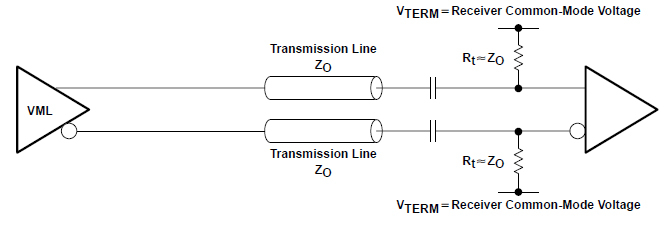 VTERM = Receiver Common-Mode Voltage
Transmission Line
ZO
Rt≈ZO
VML
Transmission Line
ZO
Rt≈ZO
VTERM = Receiver Common-Mode Voltage